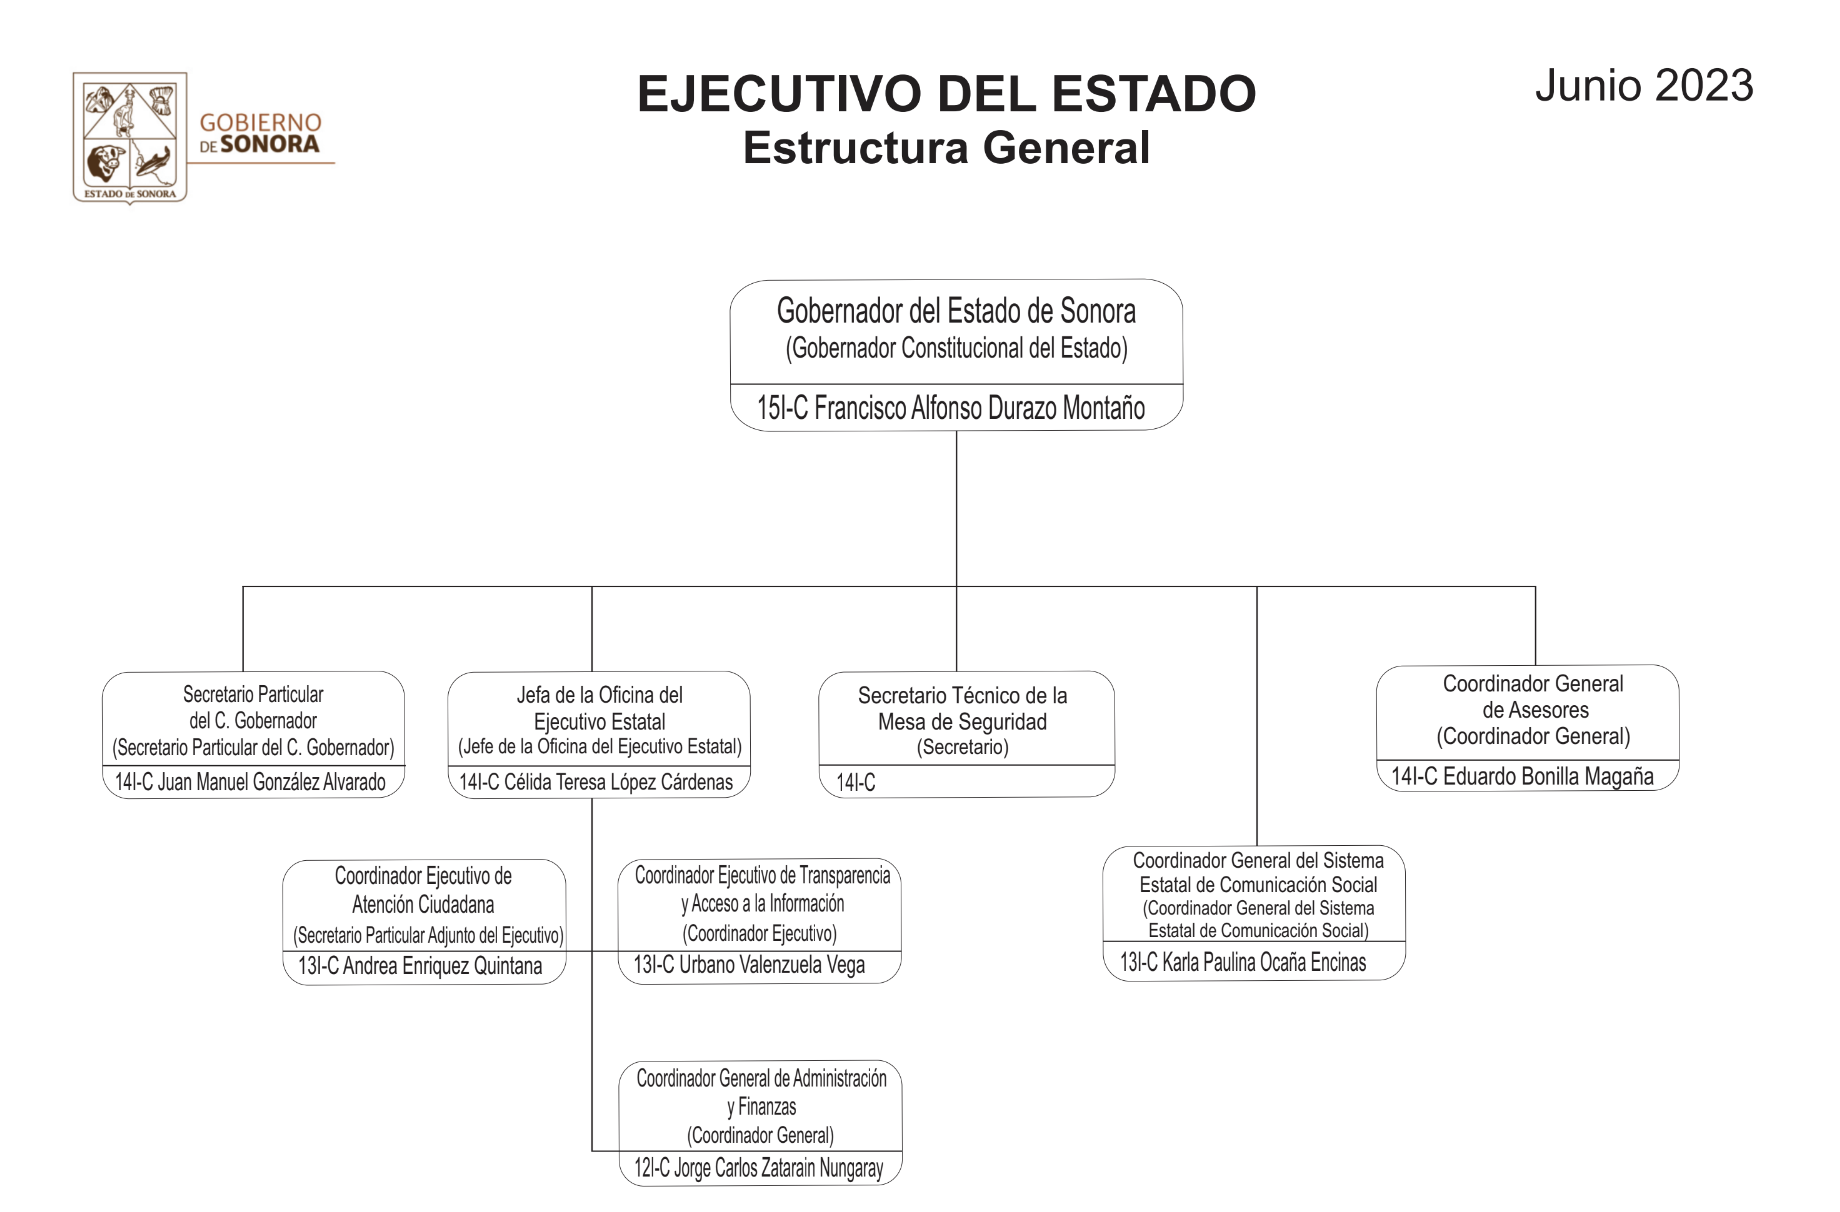 GOBIERNO
DE SONORA
ESTADO DE SONORA
EJECUTIVO DEL ESTADO
Estructura General
Junio 2023
Gobernador del Estado de Sonora
(Gobernador Constitucional del Estado)
15I-C Francisco Alfonso Durazo Montaño
Secretario Particular
del C. Gobernador
(Secretario Particular del C. Gobernador)
14I-C Juan Manuel González Alvarado
Jefa de la Oficina del
Ejecutivo Estatal
(Jefe de la Oficina del Ejecutivo Estatal)
14I-C Célida Teresa López Cárdenas
Secretario Técnico de la
Mesa de Seguridad
(Secretario)
14I-C
Coordinador General
de Asesores
(Coordinador General)
14I-C Eduardo Bonilla Magaña
Coordinador Ejecutivo de
Atención Ciudadana
(Secretario Particular Adjunto del Ejecutivo)
13I-C Andrea Enriquez Quintana
Coordinador Ejecutivo de Transparencia
y Acceso a la Información
(Coordinador Ejecutivo)
13I-C Urbano Valenzuela Vega
Coordinador General del Sistema
Estatal de Comunicación Social
(Coordinador General del Sistema
Estatal de Comunicación Social)
13I-C Karla Paulina Ocaña Encinas
Coordinador General de Administración
y Finanzas
(Coordinador General)
12I-C Jorge Carlos Zatarain Nungaray